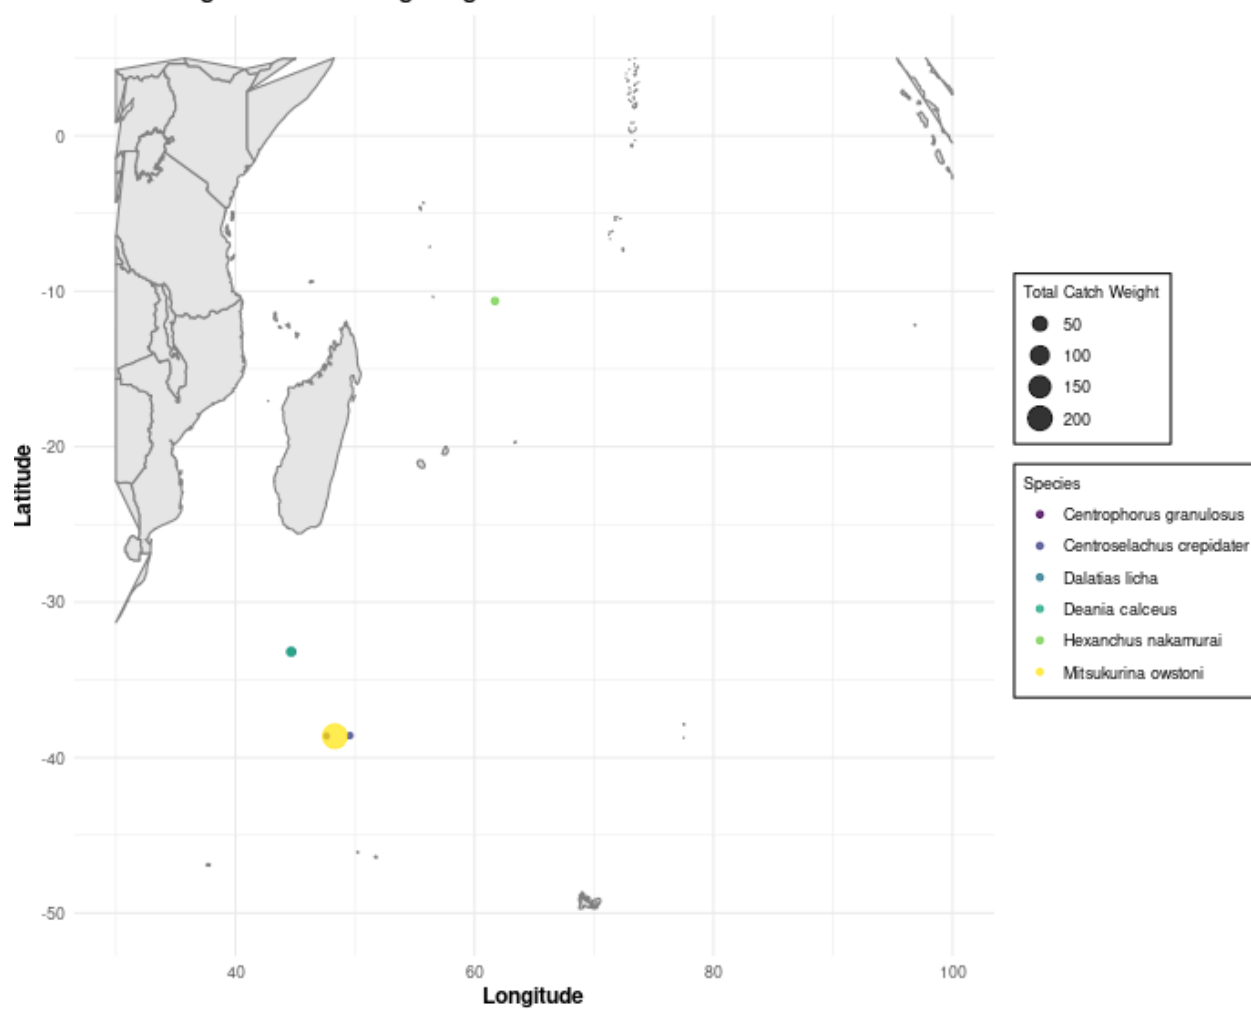 0
-10
-20
-30
-40
-50
Latitude
40
60
80
100
Longitude
Total Catch Weight
50
100
150
200
Species
Centrophorus granulosus
Centroselachus crepidater
Dalatias licha
Deania calceus
Hexanchus nakamurai
Mitsukurina owstoni